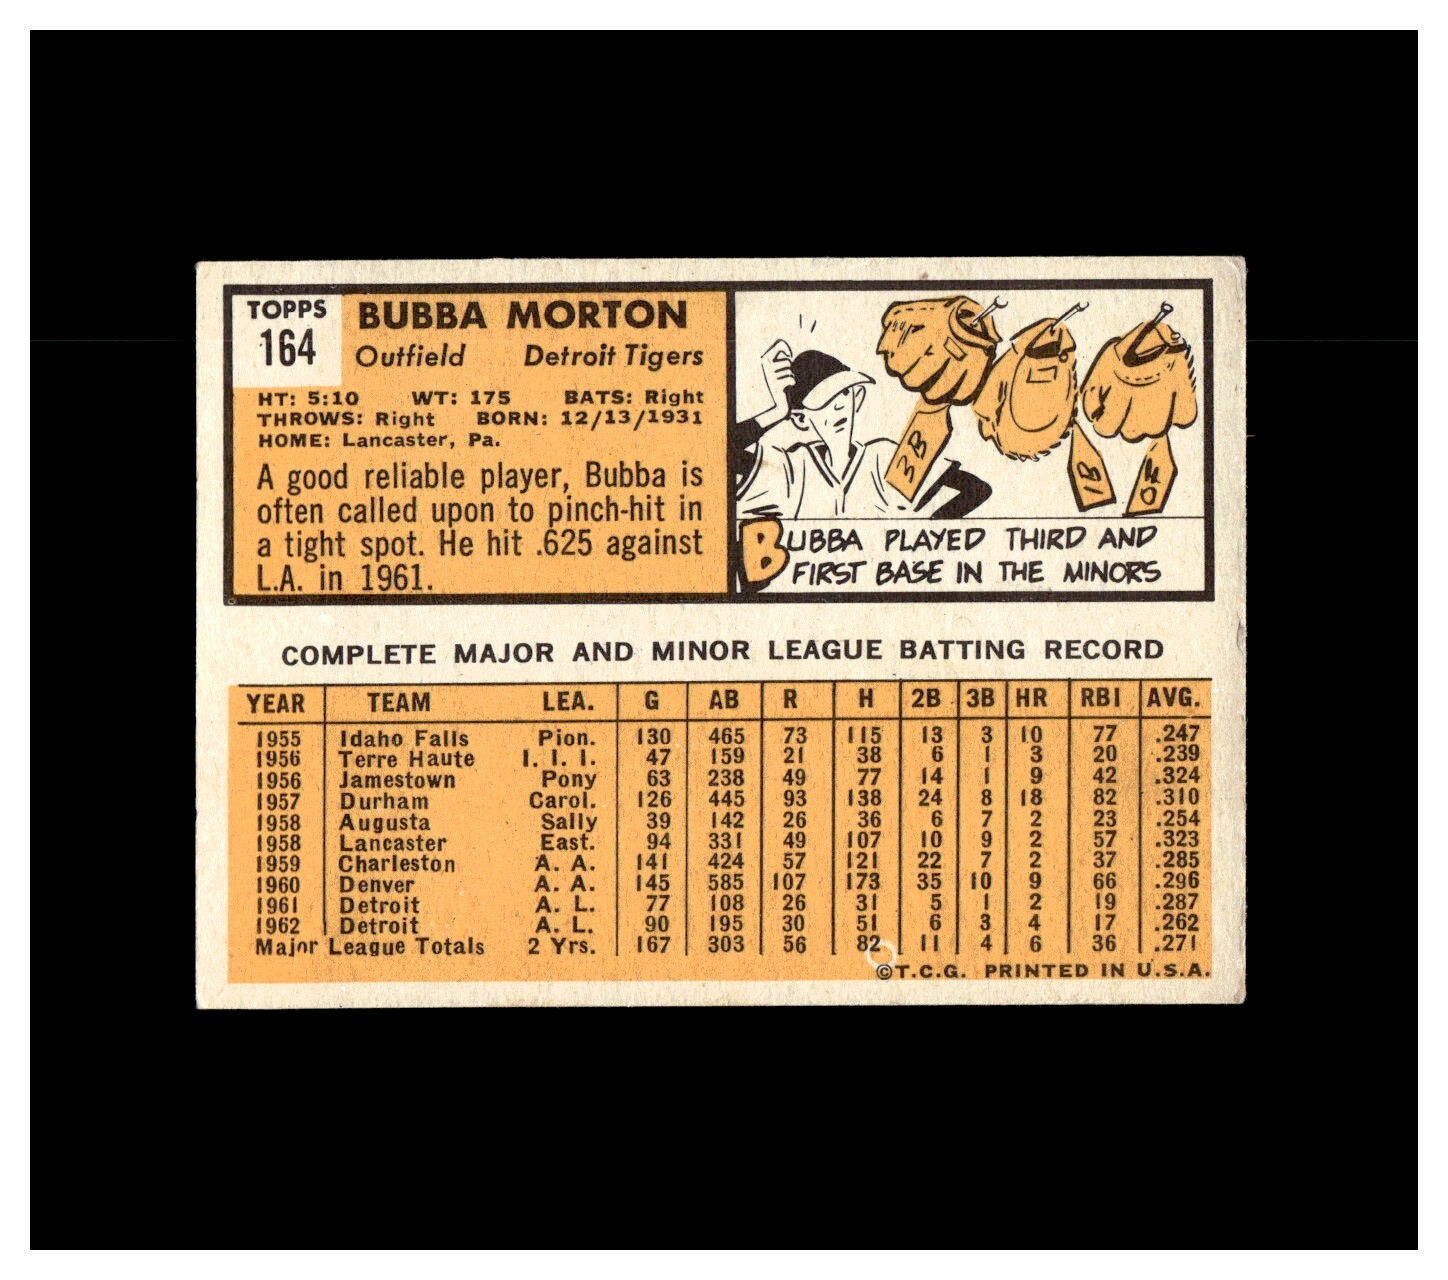 TOPPS
164
BUBBA MORTON
Outfield Detroit Tigers
HT: 5:10 WT: 175 BATS: Right
THROWS: Right BORN: 12/13/1931
HOME: Lancaster, Pa.
A good reliable player, Bubba is
often called upon to pinch-hit in
a tight spot. He hit .625 against
L.A. in 1961.
3B
1B
OF
BUBBA PLAYED THIRD AND
FIRST BASE IN THE MINORS
COMPLETE MAJOR AND MINOR LEAGUE BATTING RECORD
YEAR TEAM LEA. G AB R H 2B 3B HR RBI AVG.
1955 Idaho Falls Pion. 130 465 73 115 13 3 10 77 .247
1956 Terre Haute I. I. I. 47 159 21 38 6 1 3 20 .239
1956 Jamestown Pony 63 238 49 77 14 1 9 42 .324
1957 Durham Carol. 126 445 93 138 24 8 18 82 .310
1958 Augusta Sally 39 142 26 36 6 7 2 23 .254
1958 Lancaster East. 94 331 49 107 10 9 2 57 .323
1959 Charleston A. A. 141 424 57 121 22 7 2 37 .285
1960 Denver A. A. 145 585 107 173 35 10 9 66 .296
1961 Detroit A. L. 77 108 26 31 5 1 2 19 .287
1962 Detroit A. L. 90 195 30 51 6 3 4 17 .262
Major League Totals 2 Yrs. 167 303 56 82 11 4 6 36 .271
©T.C.G. PRINTED IN U.S.A.